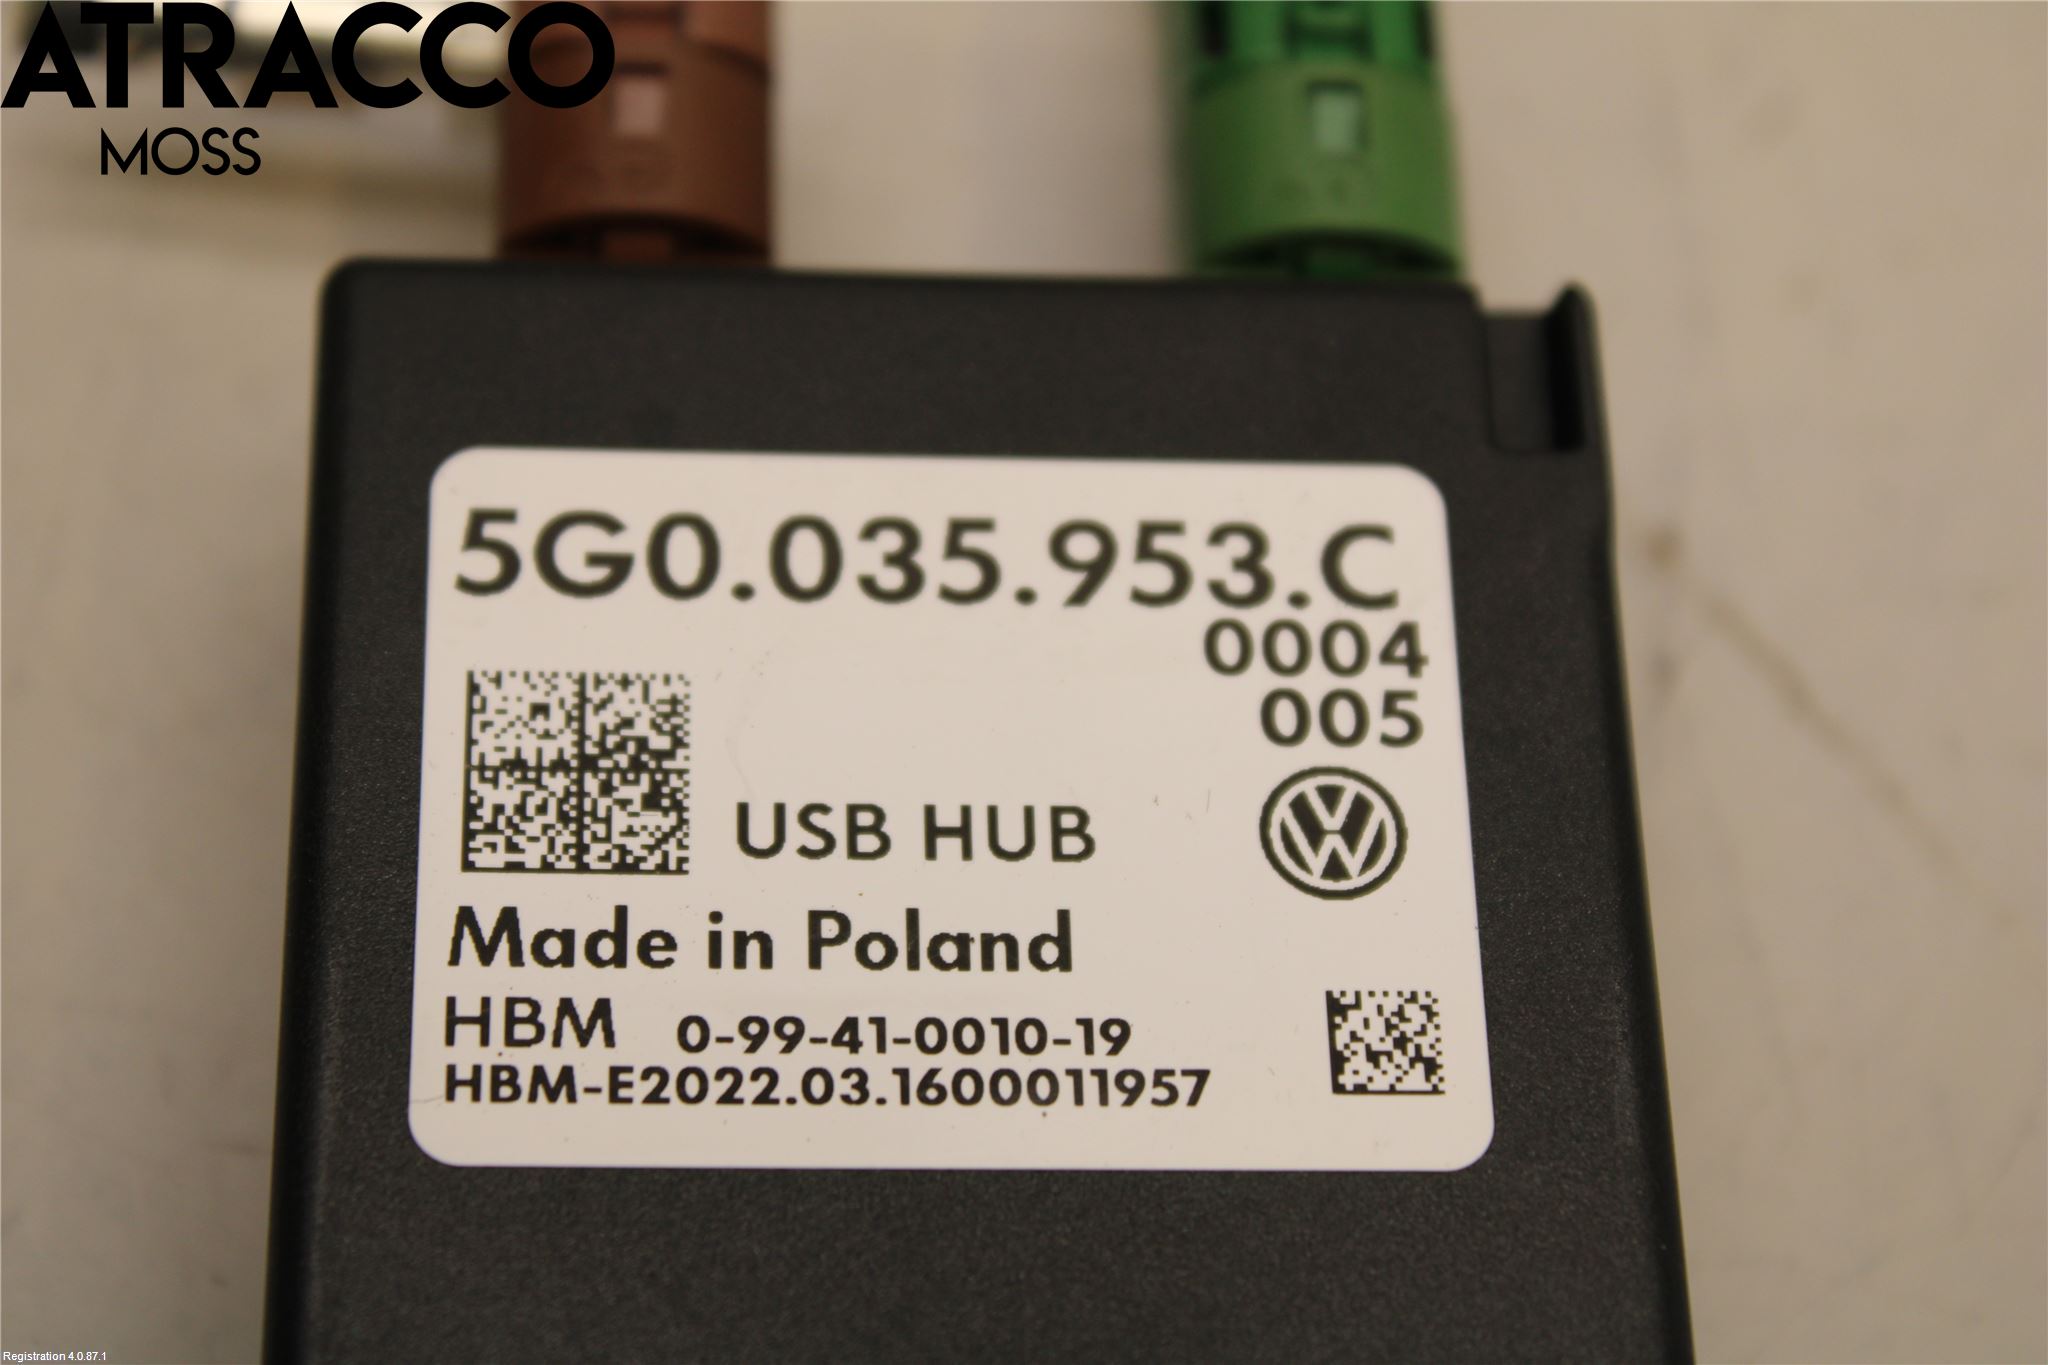 ATRACCO
MOSS
5G0.035.953.C
0004
005
USB HUB
Made in Poland
HBM 0-99-41-0010-19
HBM-E2022.03.1600011957
Registration 4.0.87.1